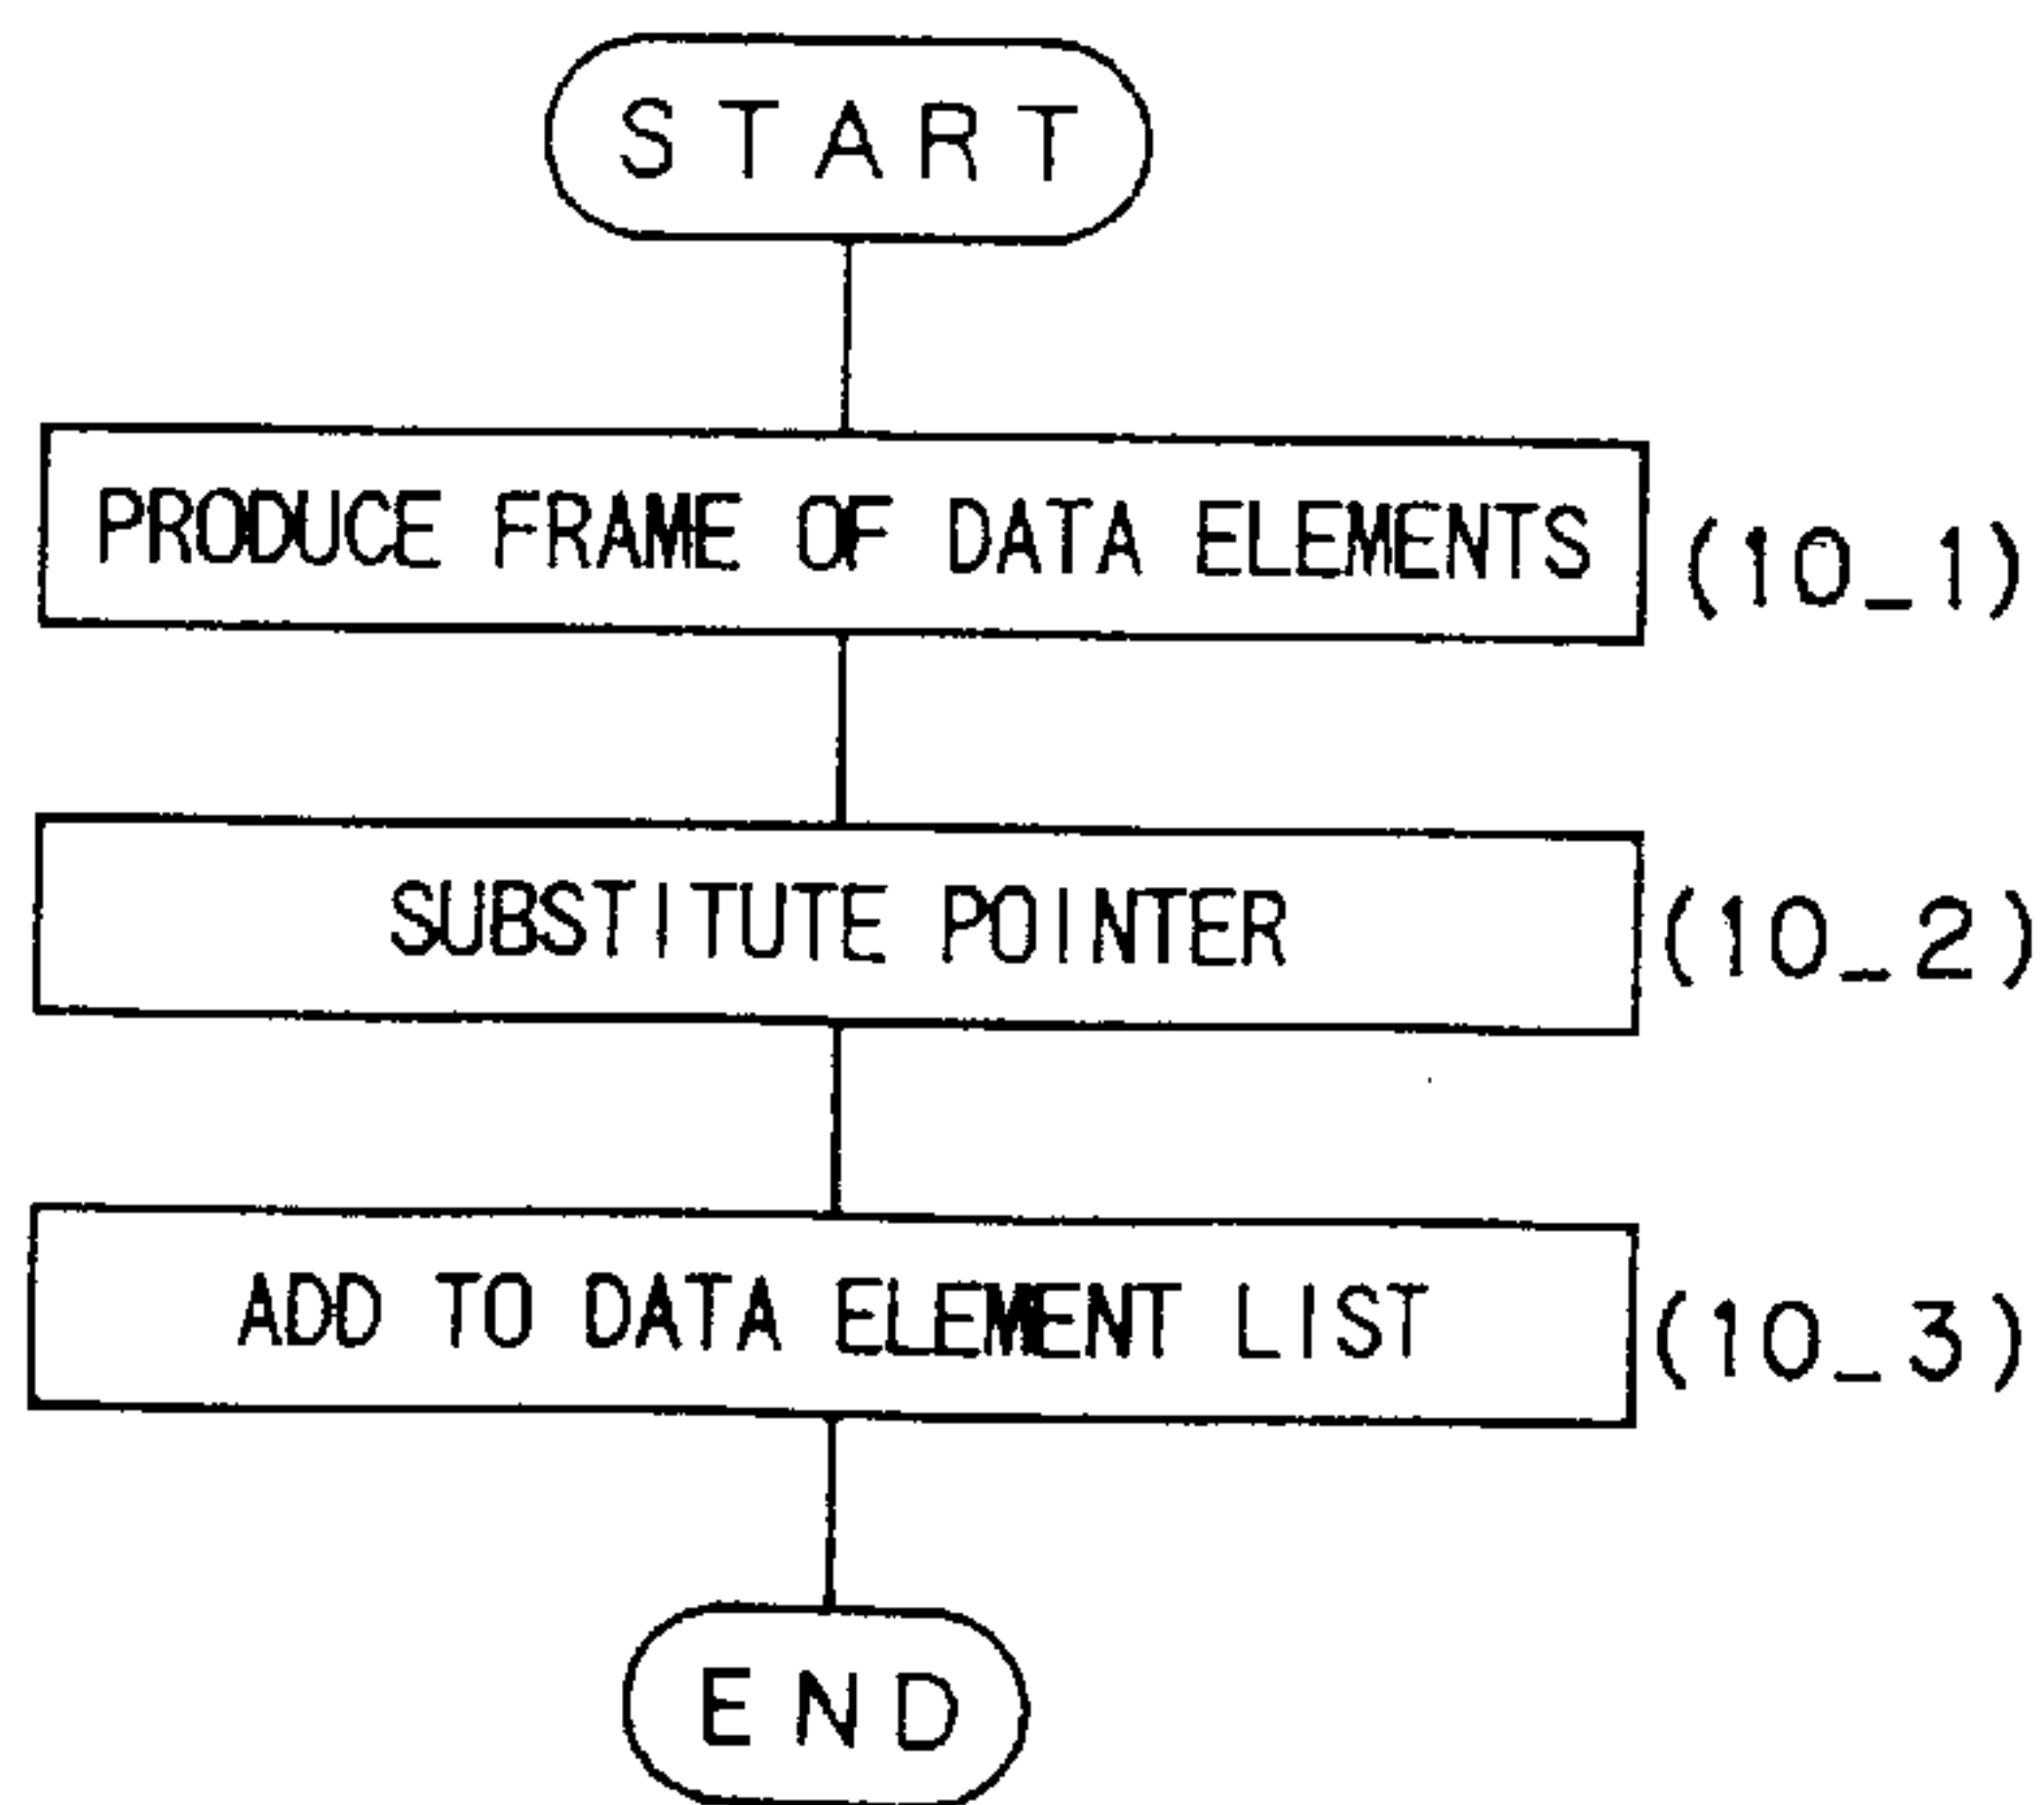 START
PRODUCE FRAME OF DATA ELEMENTS (10_1)
SUBSTITUTE POINTER (10_2)
ADD TO DATA ELEMENT LIST (10_3)
END